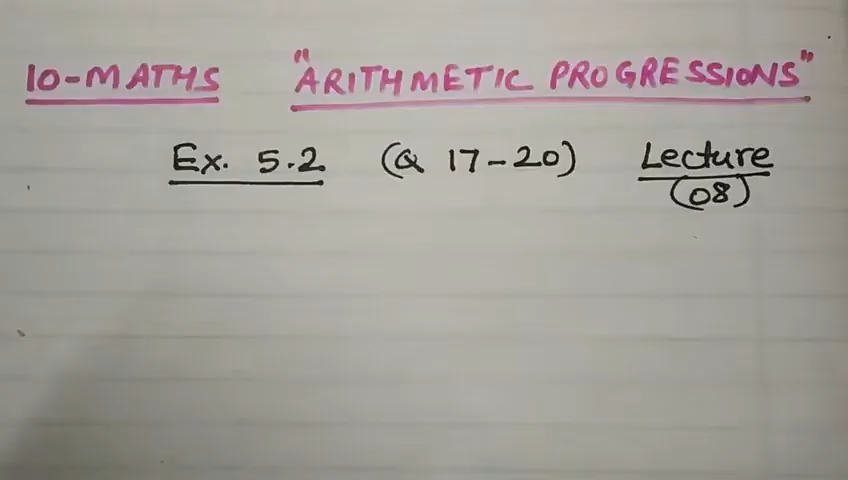 10-MATHS "ARITHMETIC PROGRESSIONS"
Ex. 5.2 (Q 17-20) Lecture
(08)